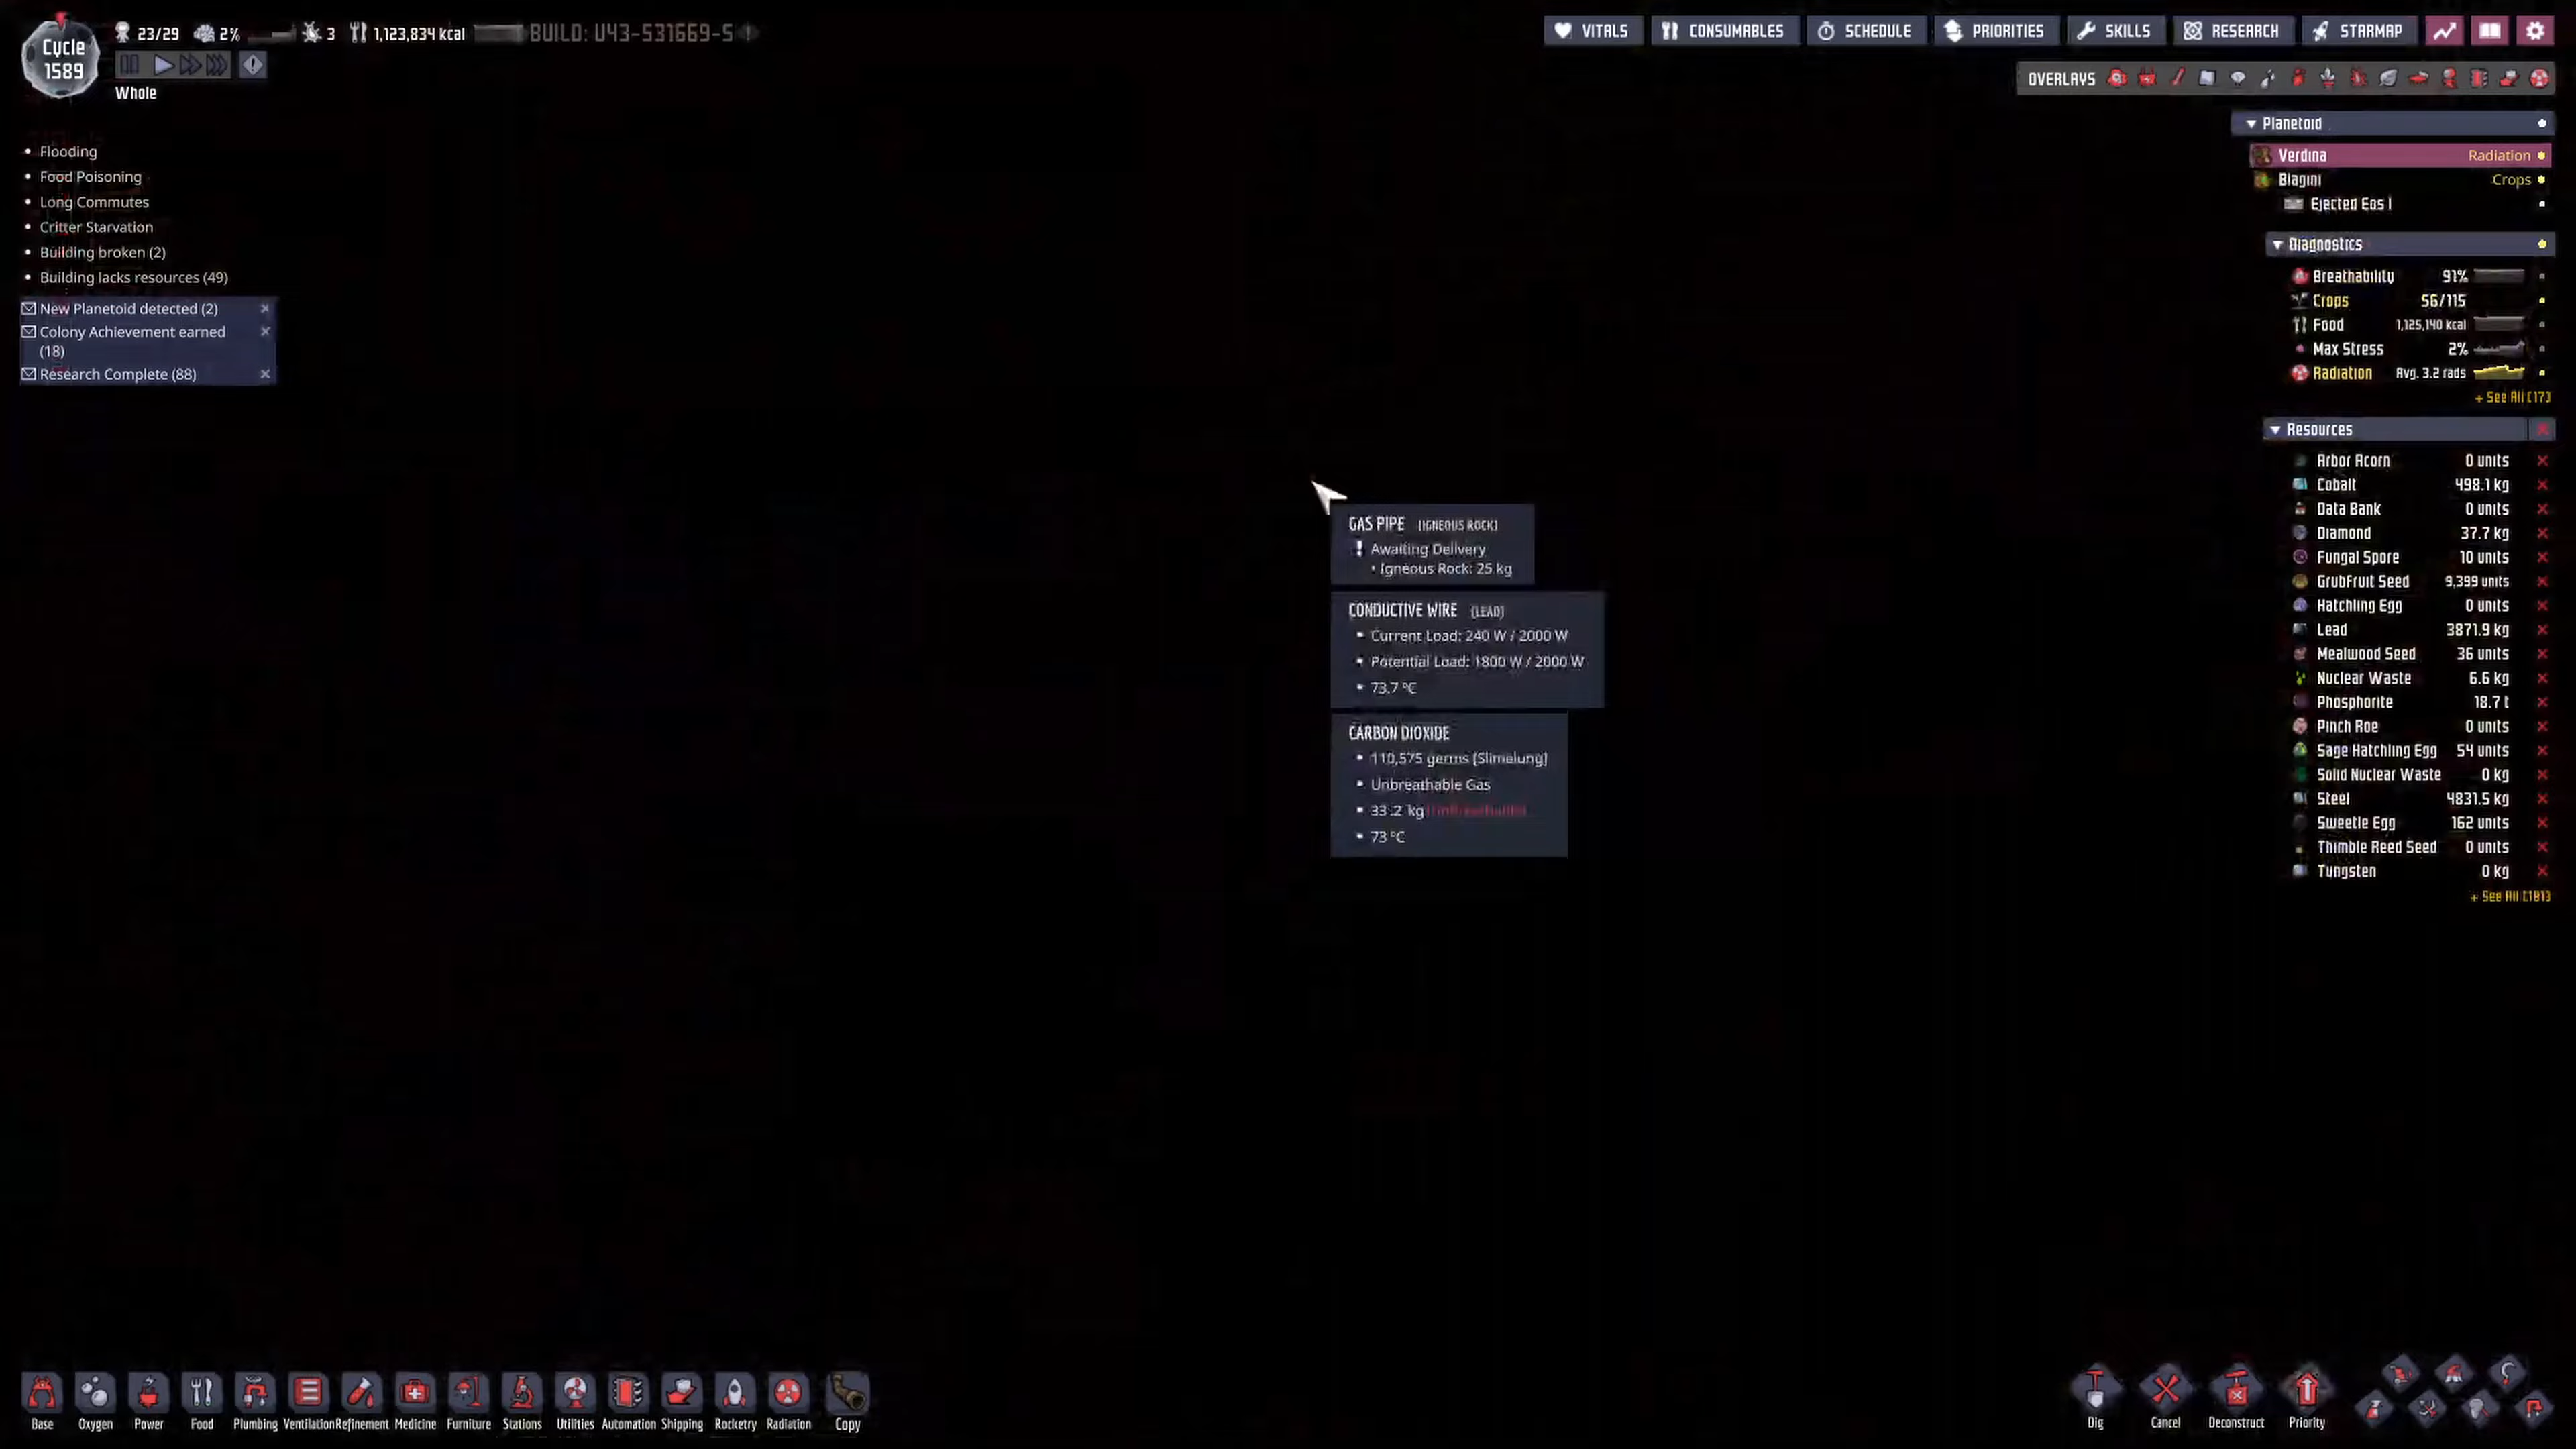 Cycle
1589
23/29
2%
3
1,123,834 kcal
BUILD: U43-531669-S
Whole
VITALS
CONSUMABLES
SCHEDULE
PRIORITIES
SKILLS
RESEARCH
STARMAP
OVERLAYS
Flooding
Food Poisoning
Long Commutes
Critter Starvation
Building broken (2)
Building lacks resources (49)
New Planetoid detected (2)
Colony Achievement earned
(18)
Research Complete (88)
Planetoid
Verdina Radiation
Blagini Crops
Ejected Eos I
Diagnostics
Breathability 91%
Crops 56/115
Food 1,125,140 kcal
Max Stress 2%
Radiation Avg. 3.2 rads
+ See All (17)
Resources
Arbor Acorn 0 units
Cobalt 498.1 kg
Data Bank 0 units
Diamond 37.7 kg
Fungal Spore 10 units
GrubFruit Seed 9,399 units
Hatchling Egg 0 units
Lead 3871.9 kg
Mealwood Seed 36 units
Nuclear Waste 6.6 kg
Phosphorite 18.7 t
Pinch Roe 0 units
Sage Hatchling Egg 54 units
Solid Nuclear Waste 0 kg
Steel 4831.5 kg
Sweetle Egg 162 units
Thimble Reed Seed 0 units
Tungsten 0 kg
+ See All (181)
GAS PIPE [IGNEOUS ROCK]
! Awaiting Delivery
• Igneous Rock: 25 kg
CONDUCTIVE WIRE [LEAD]
• Current Load: 240 W / 2000 W
• Potential Load: 1800 W / 2000 W
• 73.7 °C
CARBON DIOXIDE
• 110,575 germs [Slimelung]
• Unbreathable Gas
• 33.2 kg
• 73 °C
Base
Oxygen
Power
Food
Plumbing
Ventilation
Refinement
Medicine
Furniture
Stations
Utilities
Automation
Shipping
Rocketry
Radiation
Copy
Dig
Cancel
Deconstruct
Priority